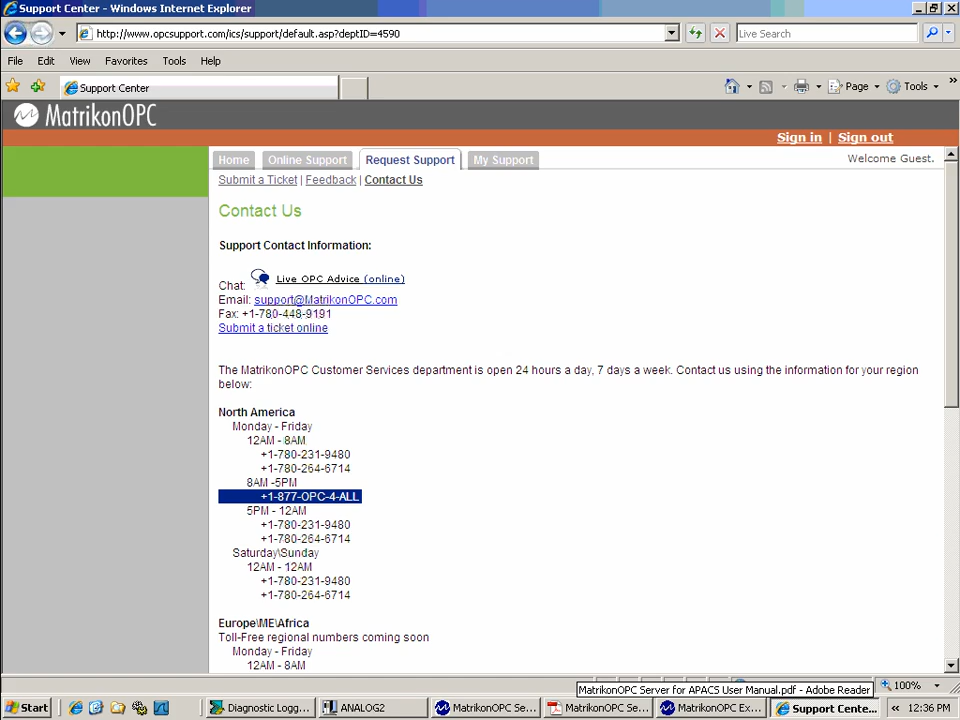 Support Center - Windows Internet Explorer
http://www.opcsupport.com/ics/support/default.asp?deptID=4590
Live Search
File Edit View Favorites Tools Help
Support Center
Page Tools
MatrikonOPC
Sign in | Sign out
Home Online Support Request Support My Support
Welcome Guest.
Submit a Ticket | Feedback | Contact Us
Contact Us
Support Contact Information:
Chat: Live OPC Advice (online)
Email: support@MatrikonOPC.com
Fax: +1-780-448-9191
Submit a ticket online
The MatrikonOPC Customer Services department is open 24 hours a day, 7 days a week. Contact us using the information for your region
below:
North America
Monday - Friday
12AM - 8AM
+1-780-231-9480
+1-780-264-6714
8AM -5PM
+1-877-OPC-4-ALL
5PM - 12AM
+1-780-231-9480
+1-780-264-6714
Saturday\Sunday
12AM - 12AM
+1-780-231-9480
+1-780-264-6714
Europe\ME\Africa
Toll-Free regional numbers coming soon
Monday - Friday
12AM - 8AM
MatrikonOPC Server for APACS User Manual.pdf - Adobe Reader
100%
Start
Diagnostic Logg...
ANALOG2
MatrikonOPC Se...
MatrikonOPC Se...
MatrikonOPC Ex...
Support Cente...
12:36 PM